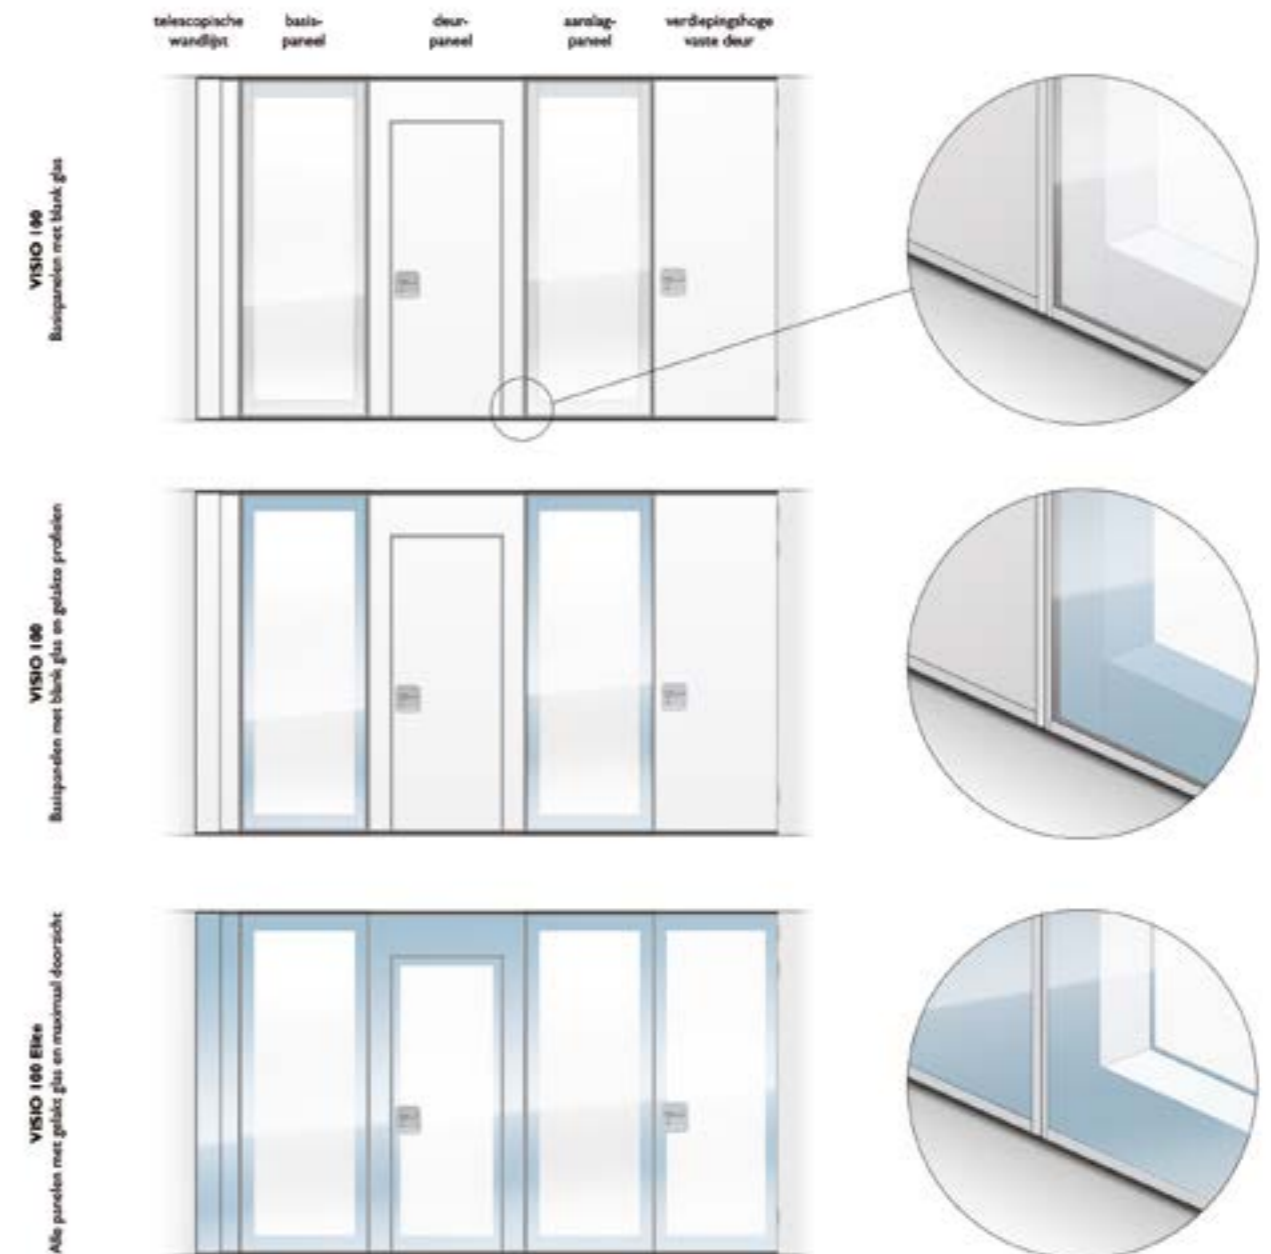 telescopische
wandlijst
basis-
paneel
deur-
paneel
aanslag-
paneel
verdiepingshoge
vaste deur
VISIO 100
Basispanelen met blank glas
VISIO 100
Basispanelen met blank glas en gelakte profielen
VISIO 100 Elite
Alle panelen met gelakt glas en maximaal doorzicht